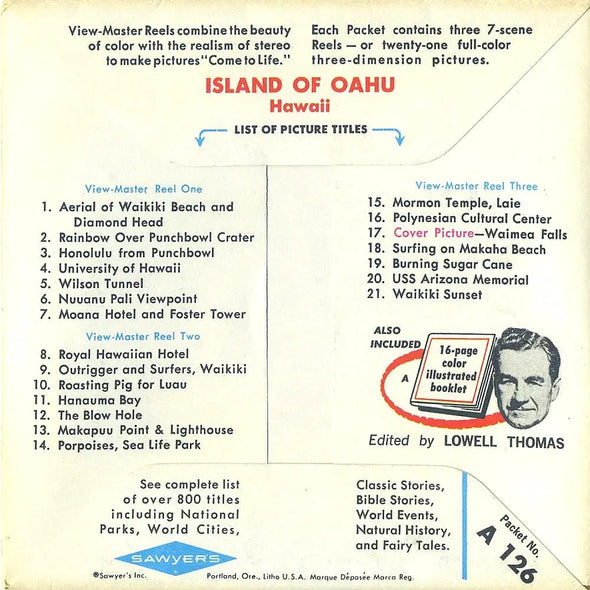 View-Master Reels combine the beauty
of color with the realism of stereo
to make pictures "Come to Life."
Each Packet contains three 7-scene
Reels — or twenty-one full-color
three-dimension pictures.
ISLAND OF OAHU
Hawaii
LIST OF PICTURE TITLES
View-Master Reel One
1. Aerial of Waikiki Beach and
Diamond Head
2. Rainbow Over Punchbowl Crater
3. Honolulu from Punchbowl
4. University of Hawaii
5. Wilson Tunnel
6. Nuuanu Pali Viewpoint
7. Moana Hotel and Foster Tower
View-Master Reel Two
8. Royal Hawaiian Hotel
9. Outrigger and Surfers, Waikiki
10. Roasting Pig for Luau
11. Hanauma Bay
12. The Blow Hole
13. Makapuu Point & Lighthouse
14. Porpoises, Sea Life Park
View-Master Reel Three
15. Mormon Temple, Laie
16. Polynesian Cultural Center
17. Cover Picture—Waimea Falls
18. Surfing on Makaha Beach
19. Burning Sugar Cane
20. USS Arizona Memorial
21. Waikiki Sunset
ALSO
INCLUDED
A
16-page
color
illustrated
booklet
Edited by LOWELL THOMAS
See complete list
of over 800 titles
including National
Parks, World Cities,
Classic Stories,
Bible Stories,
World Events,
Natural History,
and Fairy Tales.
SAWYER'S
®Sawyer's Inc.
Portland, Ore., Litho U.S.A. Marque Déposée Marca Reg.
Packet No.
A 126